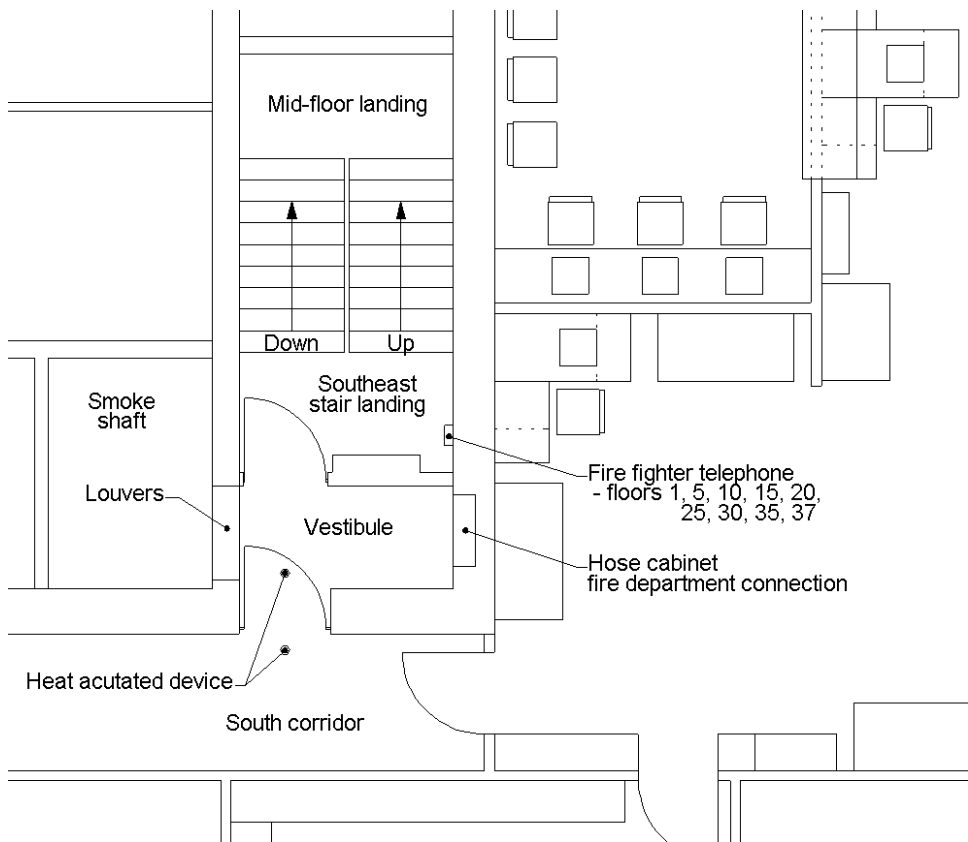 Mid-floor landing
Down
Up
Southeast
stair landing
Smoke
shaft
Louvers
Vestibule
Fire fighter telephone
- floors 1, 5, 10, 15, 20,
25, 30, 35, 37
Hose cabinet
fire department connection
Heat acutated device
South corridor